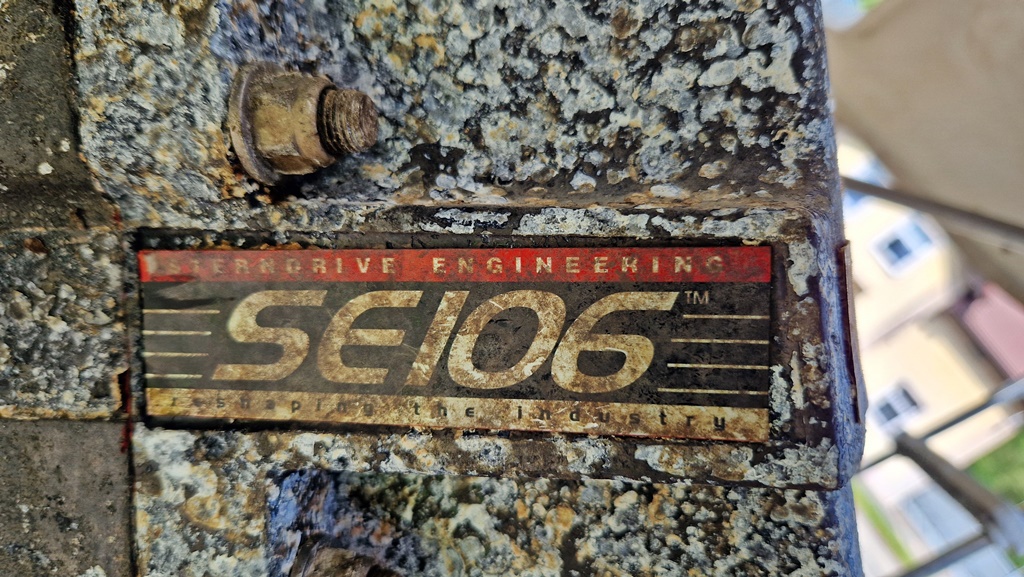 STERNDRIVE ENGINEERING
SE106™
reshaping the industry